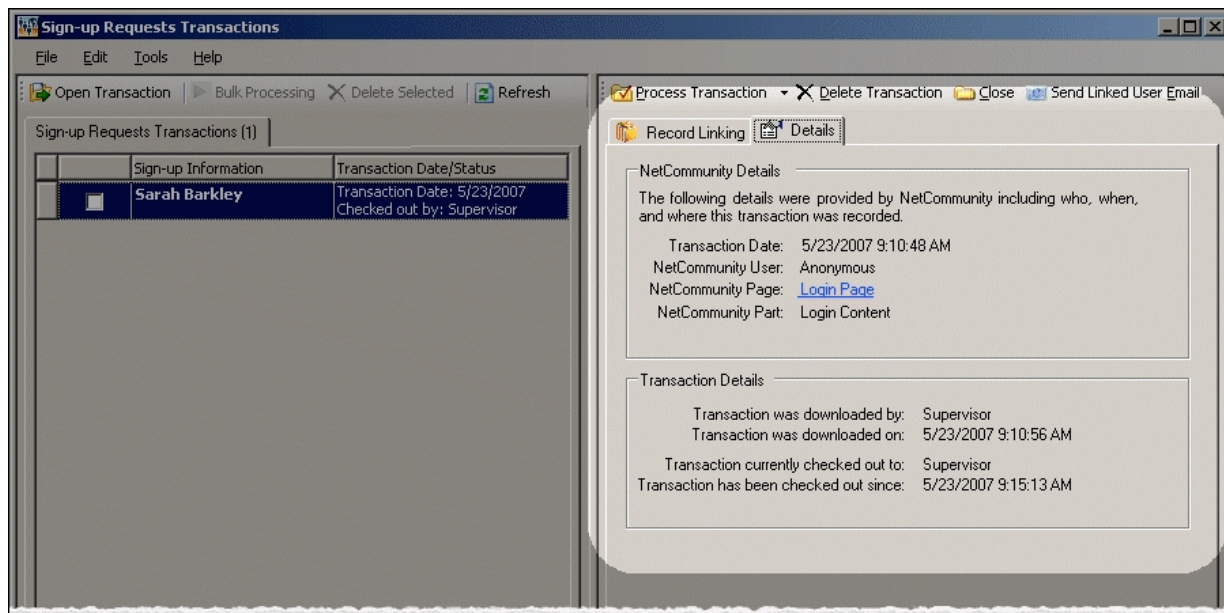 Sign-up Requests Transactions
File Edit Tools Help
Open Transaction Bulk Processing Delete Selected Refresh
Sign-up Requests Transactions (1)
Sign-up Information Transaction Date/Status
Sarah Barkley Transaction Date: 5/23/2007
Checked out by: Supervisor
Process Transaction Delete Transaction Close Send Linked User Email
Record Linking Details
NetCommunity Details
The following details were provided by NetCommunity including who, when,
and where this transaction was recorded.
Transaction Date: 5/23/2007 9:10:48 AM
NetCommunity User: Anonymous
NetCommunity Page: Login Page
NetCommunity Part: Login Content
Transaction Details
Transaction was downloaded by: Supervisor
Transaction was downloaded on: 5/23/2007 9:10:56 AM
Transaction currently checked out to: Supervisor
Transaction has been checked out since: 5/23/2007 9:15:13 AM